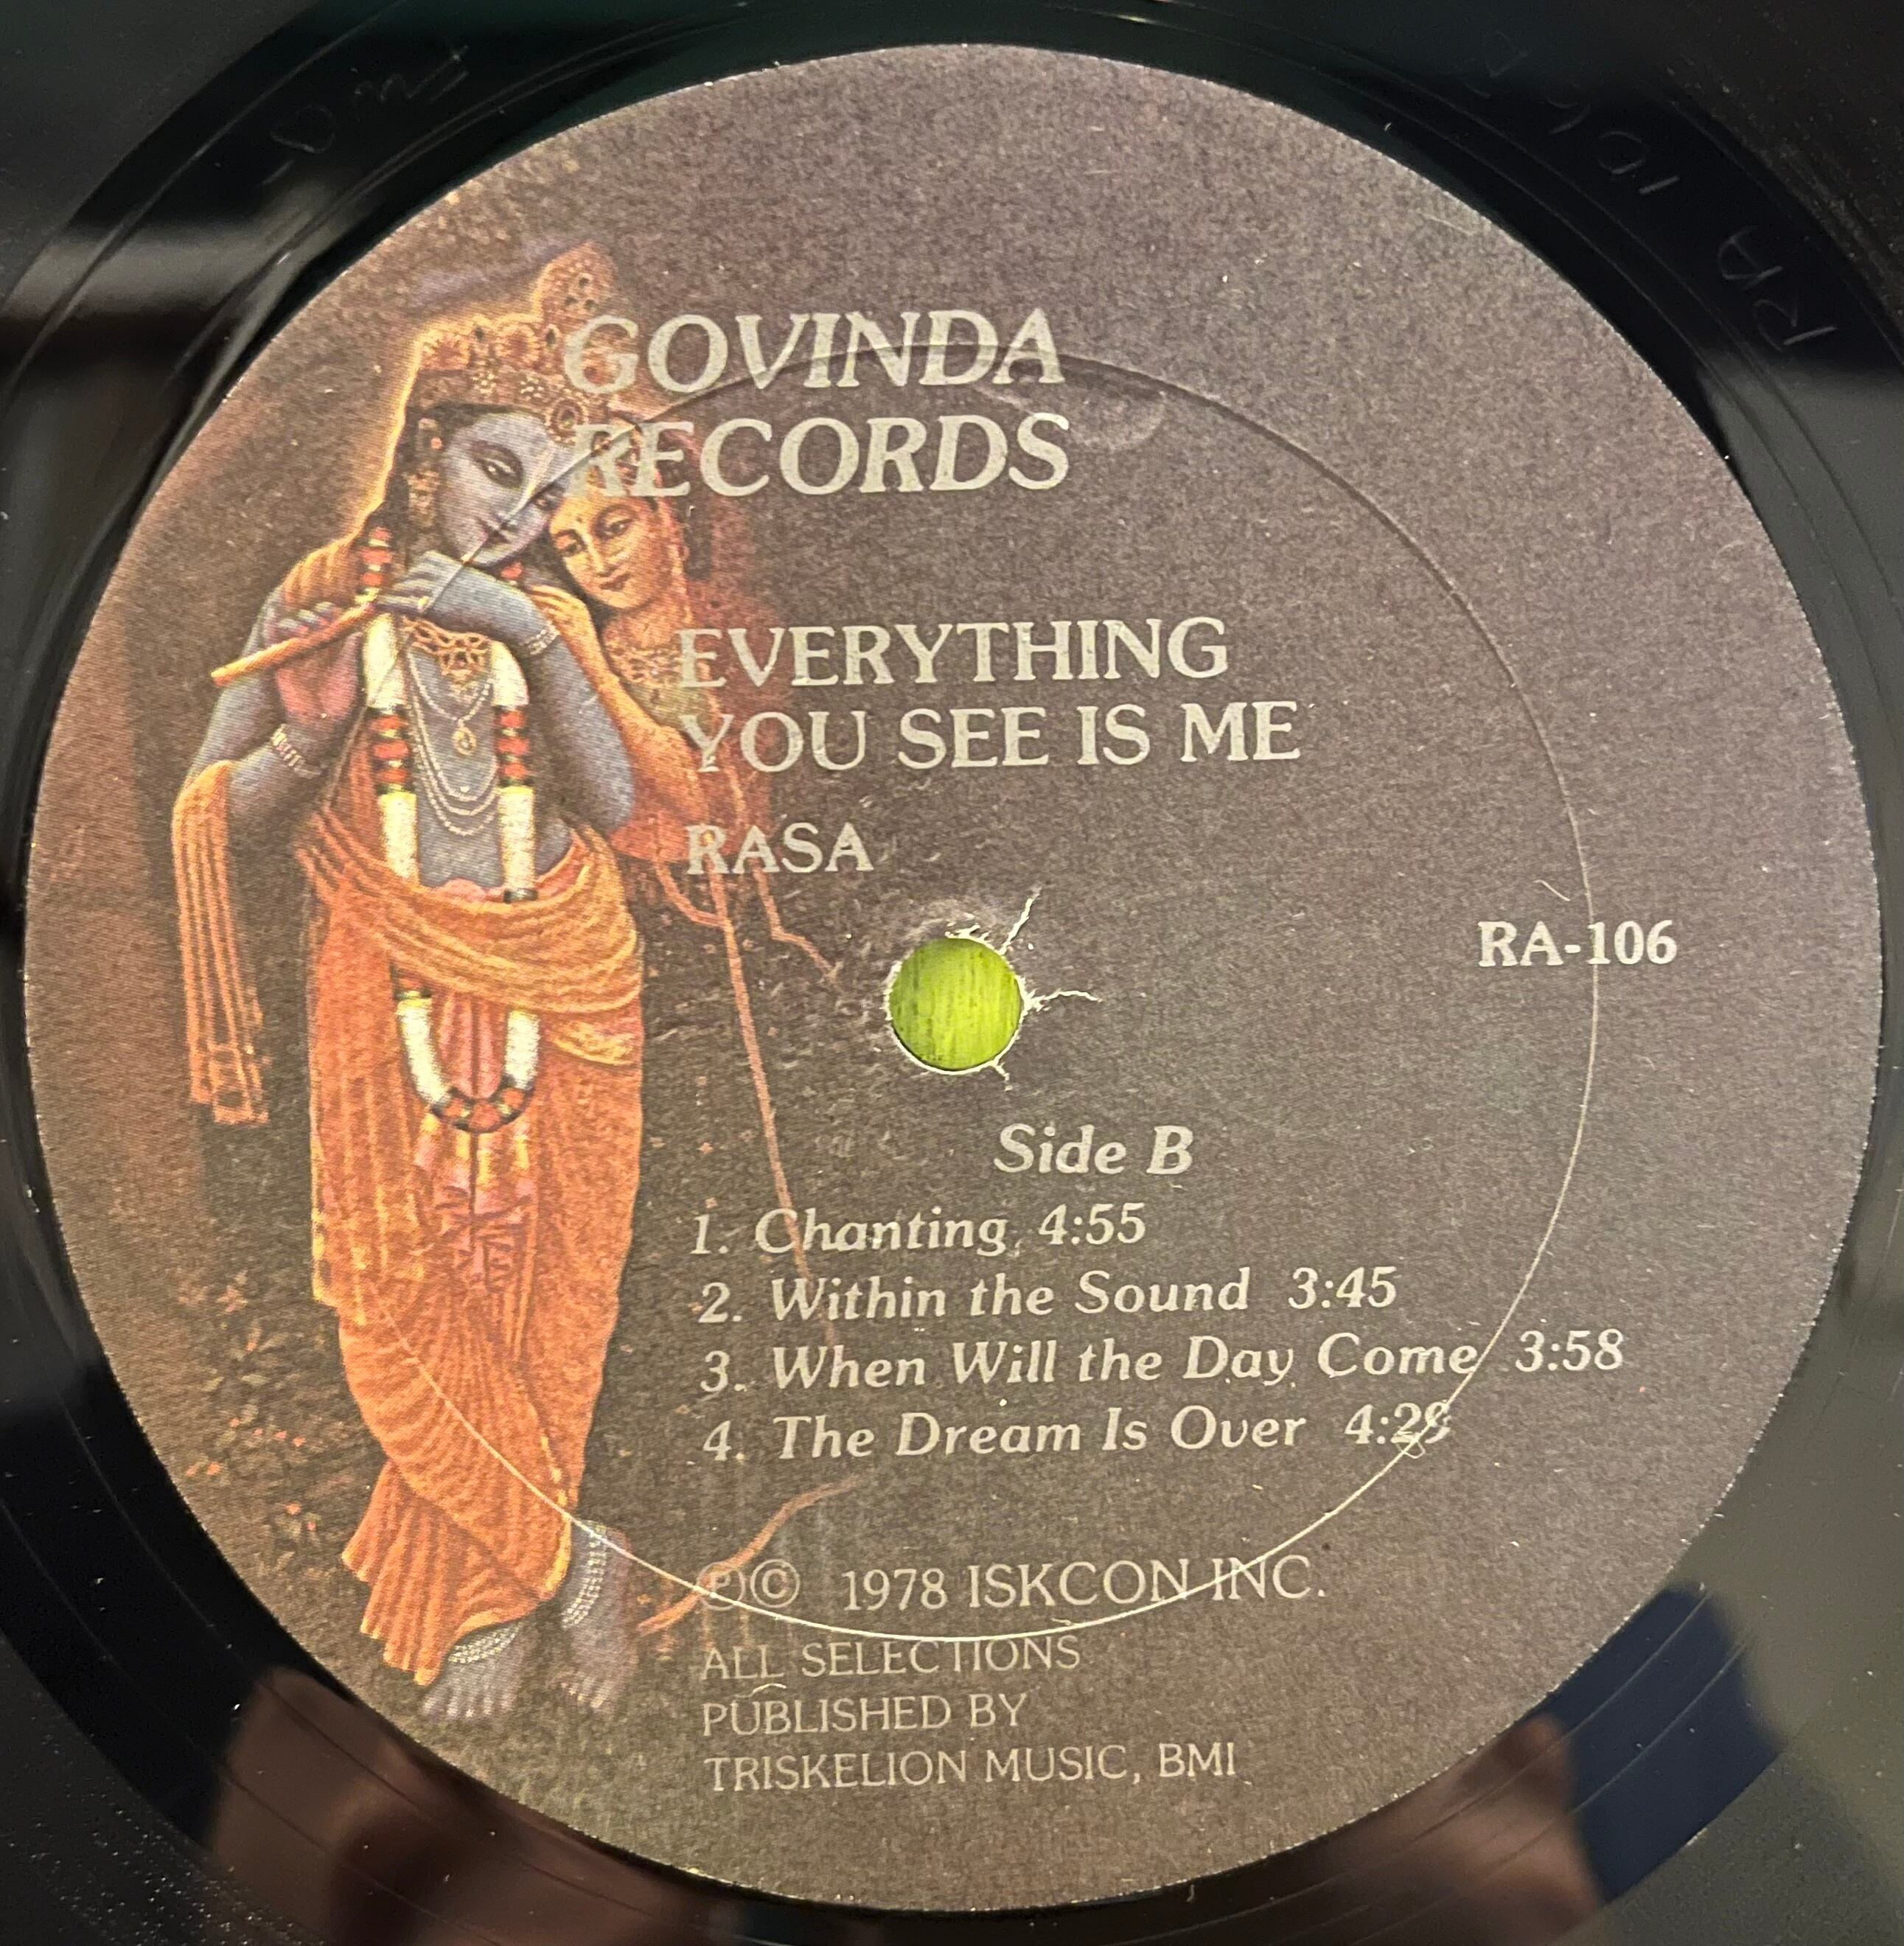 GOVINDA
RECORDS
EVERYTHING
YOU SEE IS ME
RASA
RA-106
Side B
1. Chanting 4:55
2. Within the Sound 3:45
3. When Will the Day Come 3:58
4. The Dream Is Over
Ⓟ© 1978 ISKCON INC.
ALL SELECTIONS
PUBLISHED BY
TRISKELION MUSIC, BMI